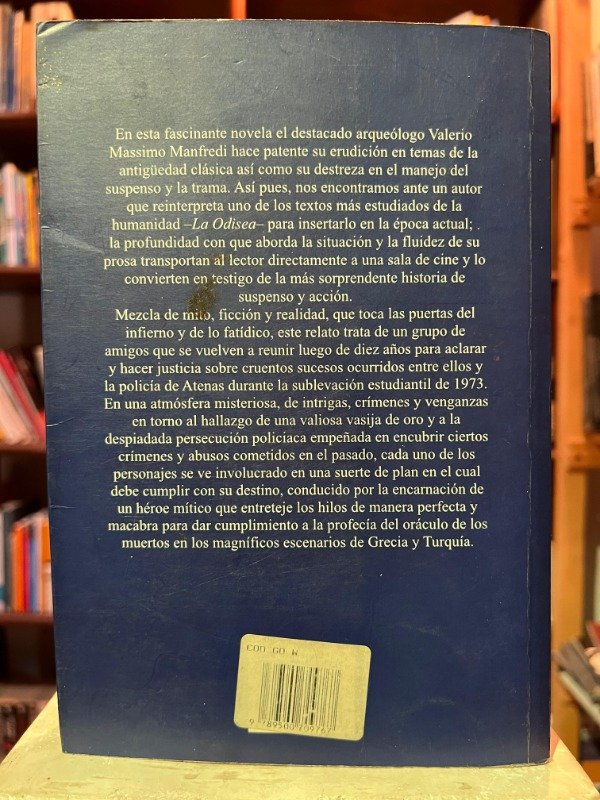 En esta fascinante novela el destacado arqueólogo Valerio
Massimo Manfredi hace patente su erudición en temas de la
antigüedad clásica así como su destreza en el manejo del
suspenso y la trama. Así pues, nos encontramos ante un autor
que reinterpreta uno de los textos más estudiados de la
humanidad –La Odisea– para insertarlo en la época actual;
la profundidad con que aborda la situación y la fluidez de su
prosa transportan al lector directamente a una sala de cine y lo
convierten en testigo de la más sorprendente historia de
suspenso y acción.
Mezcla de mito, ficción y realidad, que toca las puertas del
infierno y de lo fatídico, este relato trata de un grupo de
amigos que se vuelven a reunir luego de diez años para aclarar
y hacer justicia sobre cruentos sucesos ocurridos entre ellos y
la policía de Atenas durante la sublevación estudiantil de 1973.
En una atmósfera misteriosa, de intrigas, crímenes y venganzas
en torno al hallazgo de una valiosa vasija de oro y a la
despiadada persecución policíaca empeñada en encubrir ciertos
crímenes y abusos cometidos en el pasado, cada uno de los
personajes se ve involucrado en una suerte de plan en el cual
debe cumplir con su destino, conducido por la encarnación de
un héroe mítico que entreteje los hilos de manera perfecta y
macabra para dar cumplimiento a la profecía del oráculo de los
muertos en los magníficos escenarios de Grecia y Turquía.
COD GO W
9 789500 209767